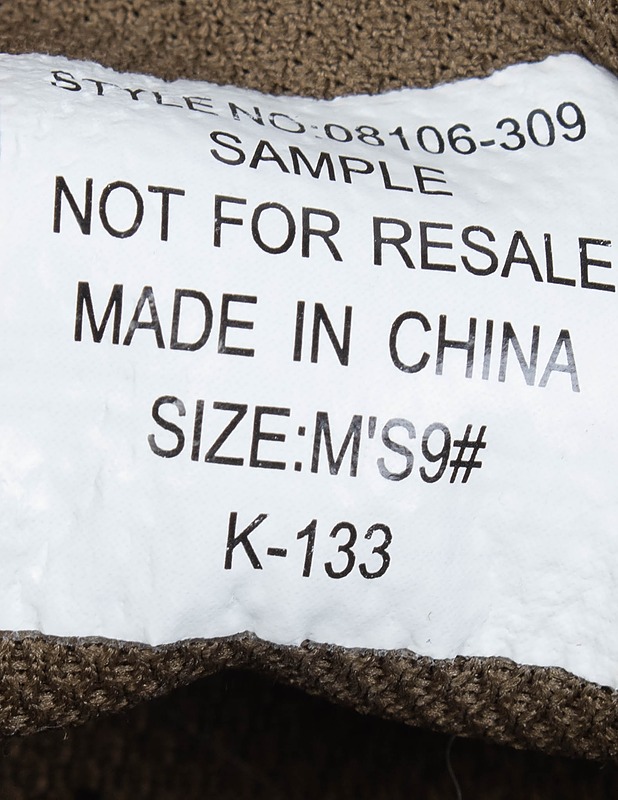 STYLE NO:08106-309
SAMPLE
NOT FOR RESALE
MADE IN CHINA
SIZE:M'S9#
K-133